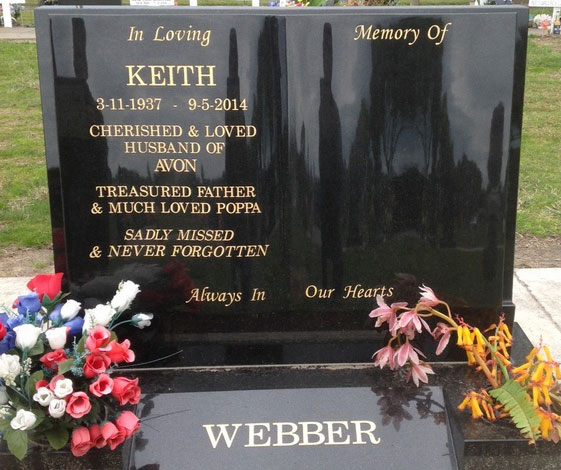 In Loving Memory Of
KEITH
3-11-1937 - 9-5-2014
CHERISHED & LOVED
HUSBAND OF
AVON
TREASURED FATHER
& MUCH LOVED POPPA
SADLY MISSED
& NEVER FORGOTTEN
Always In Our Hearts
WEBBER